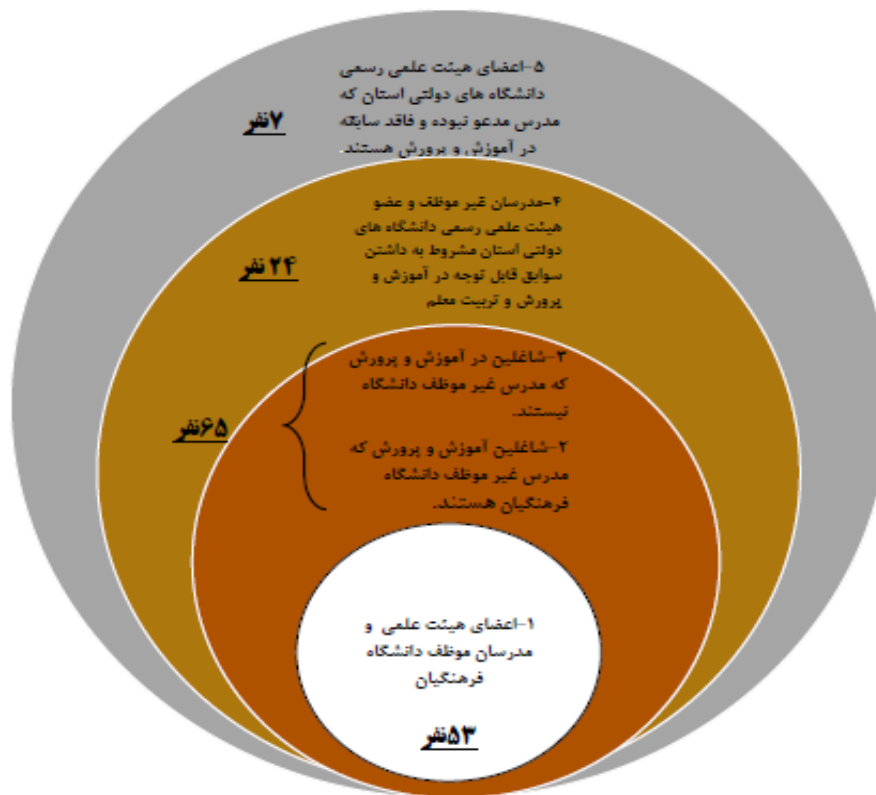 ۵-اعضای هیئت علمی رسمی
دانشگاه های دولتی استان که
مدرس مدعو نبوده و فاقد سابقه
در آموزش و پرورش هستند.
۷نفر
۴-مدرسان غیر موظف و عضو
هیئت علمی رسمی دانشگاه های
دولتی استان مشروط به داشتن
سوابق قابل توجه در آموزش و
پرورش و تربیت معلم
۲۴ نفر
۳-شاغلین در آموزش و پرورش
که مدرس غیر موظف دانشگاه
نیستند.
۲-شاغلین آموزش و پرورش که
مدرس غیر موظف دانشگاه
فرهنگیان هستند.
۶۵نفر
۱-اعضای هیئت علمی و
مدرسان موظف دانشگاه
فرهنگیان
۵۳نفر